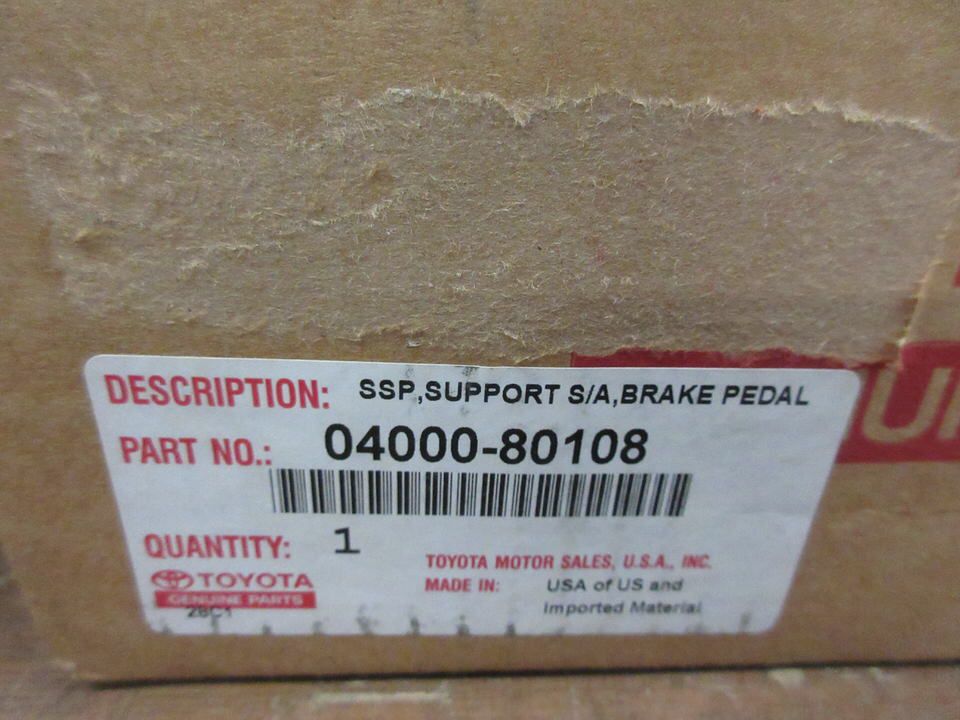 DESCRIPTION: SSP,SUPPORT S/A,BRAKE PEDAL
PART NO.: 04000-80108
QUANTITY: 1
TOYOTA MOTOR SALES, U.S.A., INC.
TOYOTA
MADE IN: USA of US and
GENUINE PARTS
Imported Material
28C1